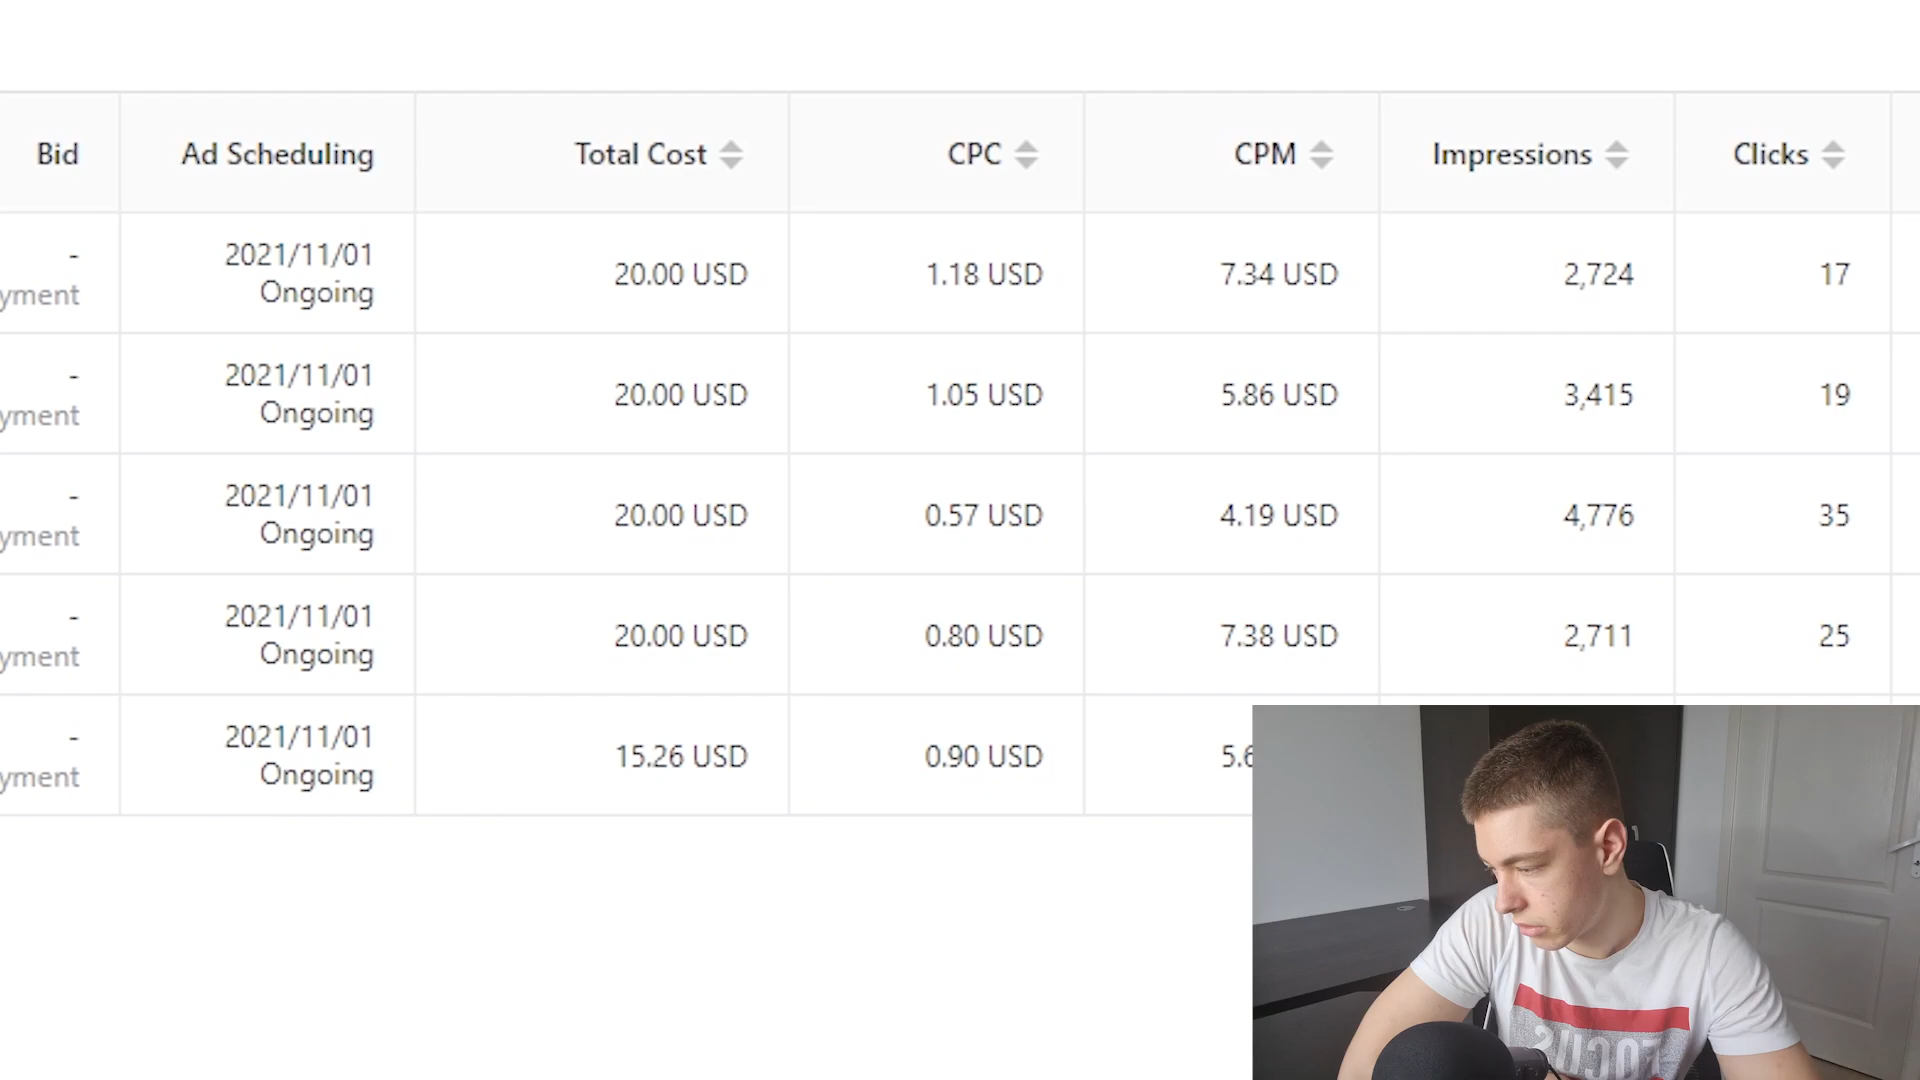 Bid Ad Scheduling Total Cost CPC CPM Impressions Clicks
- 2021/11/01 Ongoing 20.00 USD 1.18 USD 7.34 USD 2,724 17
yment
- 2021/11/01 Ongoing 20.00 USD 1.05 USD 5.86 USD 3,415 19
yment
- 2021/11/01 Ongoing 20.00 USD 0.57 USD 4.19 USD 4,776 35
yment
- 2021/11/01 Ongoing 20.00 USD 0.80 USD 7.38 USD 2,711 25
yment
- 2021/11/01 Ongoing 15.26 USD 0.90 USD 5.6
yment
FOCUS